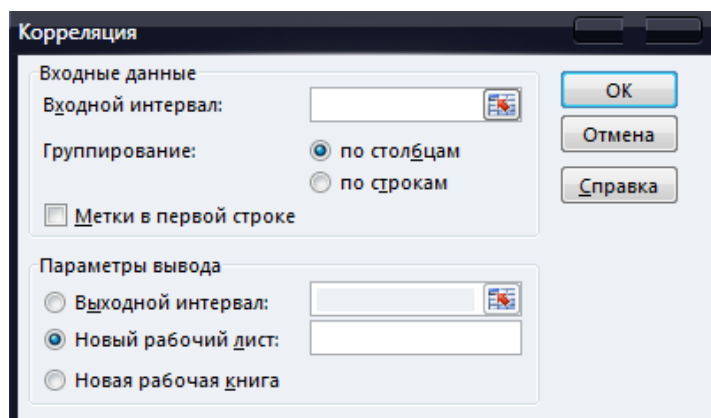 Корреляция
Входные данные
Входной интервал:
Группирование:
по столбцам
по строкам
Метки в первой строке
OK
Отмена
Справка
Параметры вывода
Выходной интервал:
Новый рабочий лист:
Новая рабочая книга